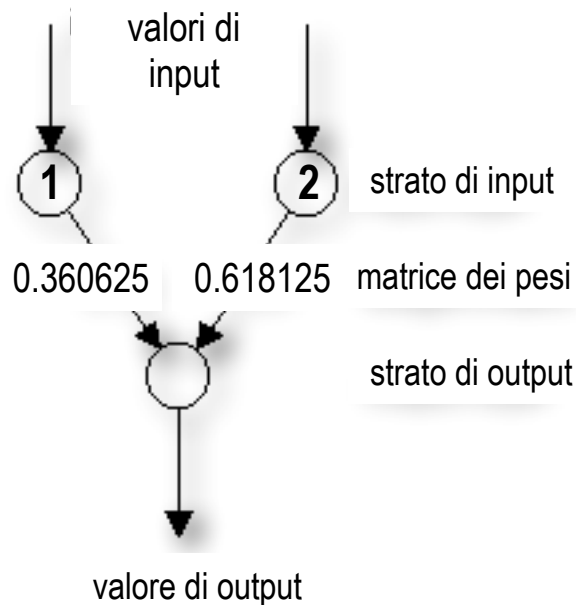 valori di
input
1 2 strato di input
0.360625 0.618125 matrice dei pesi
strato di output
valore di output